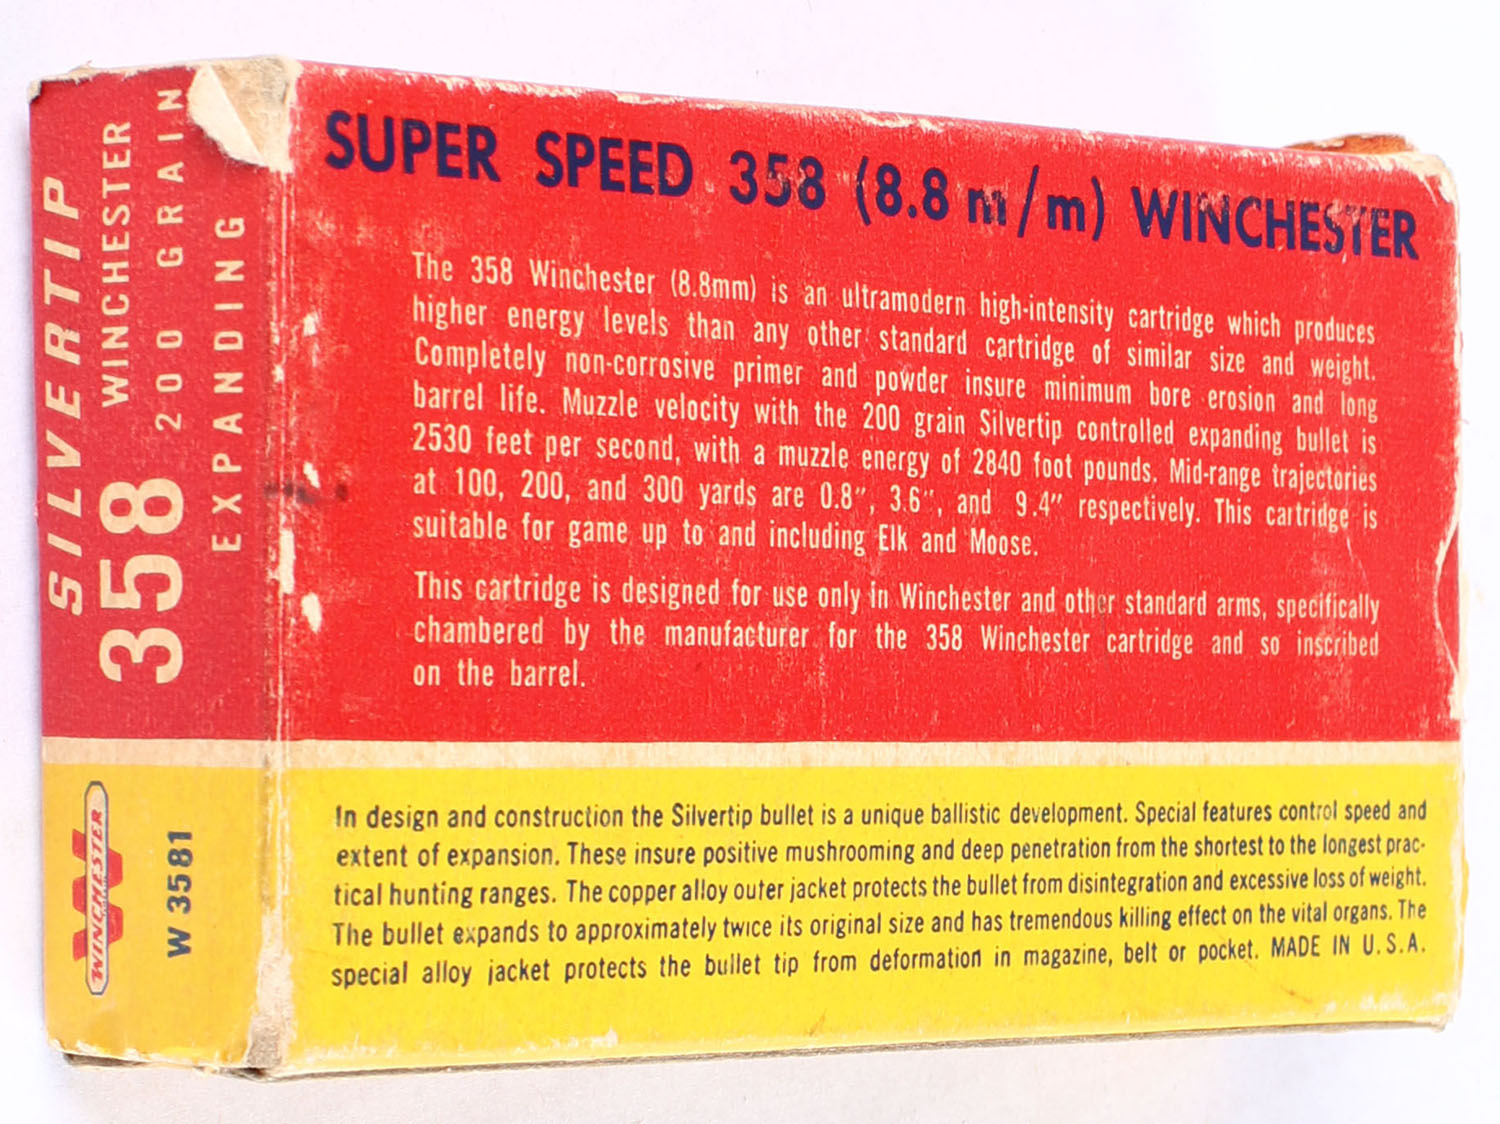 SILVERTIP
358 WINCHESTER
200 GRAIN
EXPANDING
WINCHESTER
W 3581
SUPER SPEED 358 (8.8 m/m) WINCHESTER
The 358 Winchester (8.8mm) is an ultramodern high-intensity cartridge which produces
higher energy levels than any other standard cartridge of similar size and weight.
Completely non-corrosive primer and powder insure minimum bore erosion and long
barrel life. Muzzle velocity with the 200 grain Silvertip controlled expanding bullet is
2530 feet per second, with a muzzle energy of 2840 foot pounds. Mid-range trajectories
at 100, 200, and 300 yards are 0.8", 3.6", and 9.4" respectively. This cartridge is
suitable for game up to and including Elk and Moose.
This cartridge is designed for use only in Winchester and other standard arms, specifically
chambered by the manufacturer for the 358 Winchester cartridge and so inscribed
on the barrel.
In design and construction the Silvertip bullet is a unique ballistic development. Special features control speed and
extent of expansion. These insure positive mushrooming and deep penetration from the shortest to the longest prac-
tical hunting ranges. The copper alloy outer jacket protects the bullet from disintegration and excessive loss of weight.
The bullet expands to approximately twice its original size and has tremendous killing effect on the vital organs. The
special alloy jacket protects the bullet tip from deformation in magazine, belt or pocket. MADE IN U.S.A.